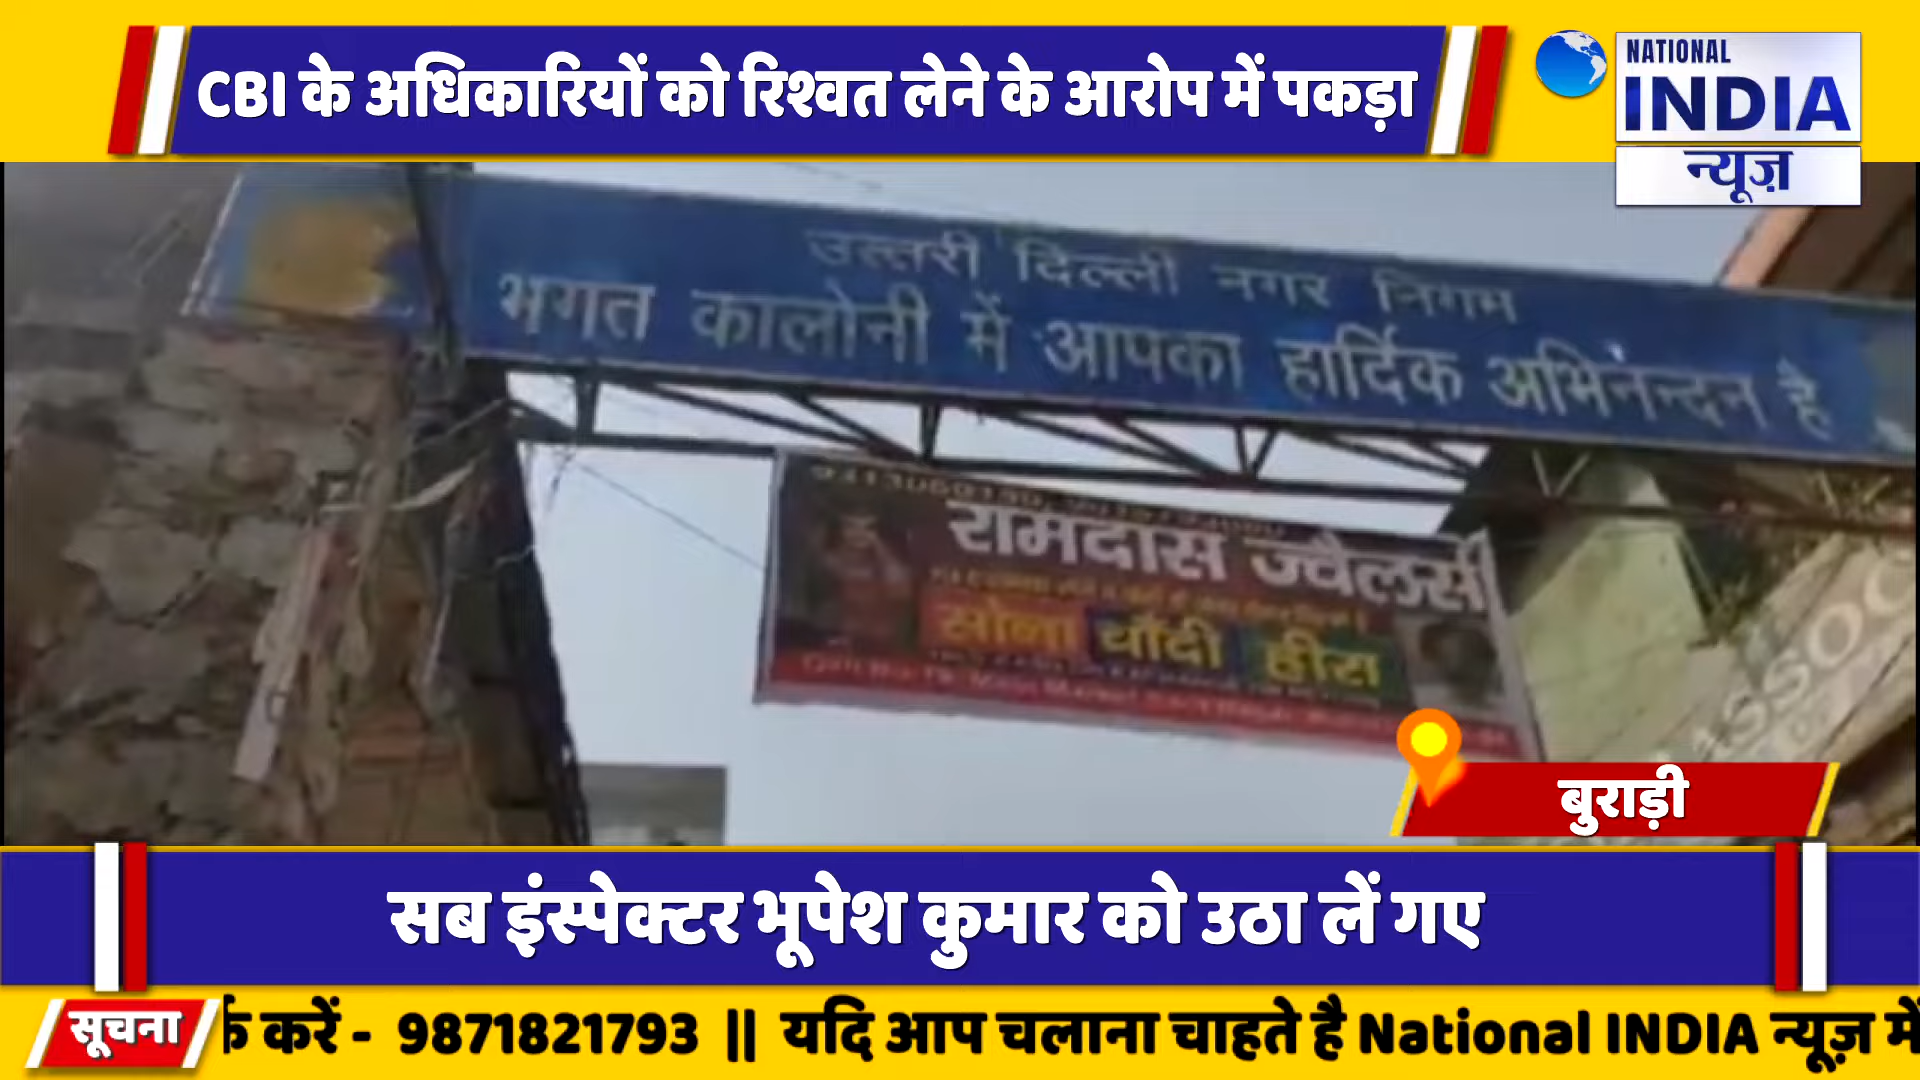 CBI के अधिकारियों को रिश्वत लेने के आरोप में पकड़ा
NATIONAL
INDIA
न्यूज़
उत्तरी दिल्ली नगर निगम
भगत कालोनी में आपका हार्दिक अभिनन्दन है
रामदास ज्वैलर्स
सोना चाँदी हीरा
बुराड़ी
सब इंस्पेक्टर भूपेश कुमार को उठा लें गए
सूचना
करें - 9871821793 || यदि आप चलाना चाहते है National INDIA न्यूज़ में